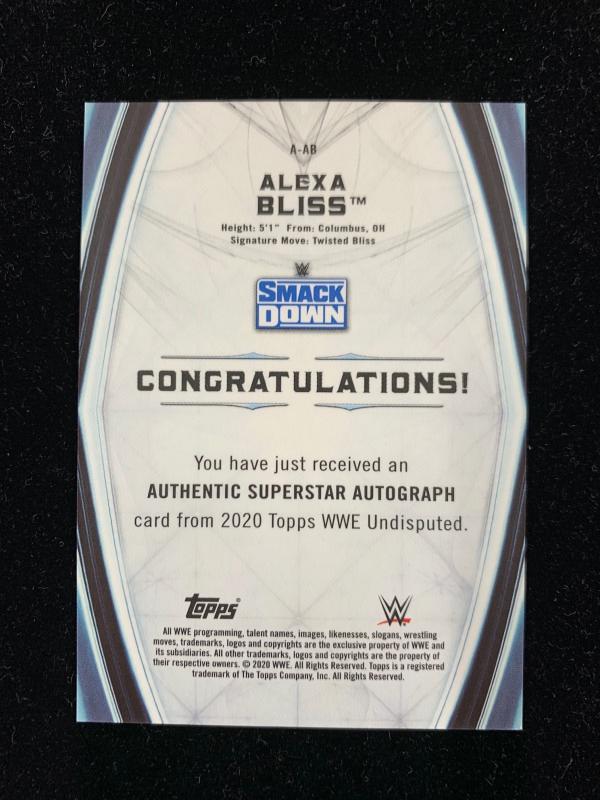 A-AB
ALEXA
BLISS™
Height: 5'1" From: Columbus, OH
Signature Move: Twisted Bliss
W
SMACK
DOWN
CONGRATULATIONS!
You have just received an
AUTHENTIC SUPERSTAR AUTOGRAPH
card from 2020 Topps WWE Undisputed.
Topps® W
All WWE programming, talent names, images, likenesses, slogans, wrestling
moves, trademarks, logos and copyrights are the exclusive property of WWE and
its subsidiaries. All other trademarks, logos and copyrights are the property of
their respective owners. © 2020 WWE. All Rights Reserved. Topps is a registered
trademark of The Topps Company, Inc. All Rights Reserved.